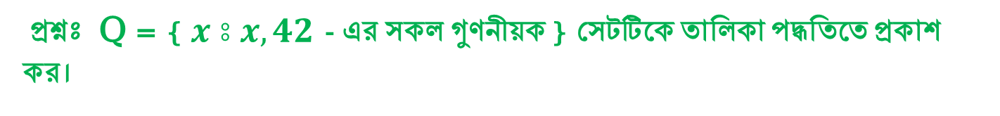 প্রশ্নঃ Q = { x ঃ x, 42 - এর সকল গুণনীয়ক } সেটটিকে তালিকা পদ্ধতিতে প্রকাশ
কর।